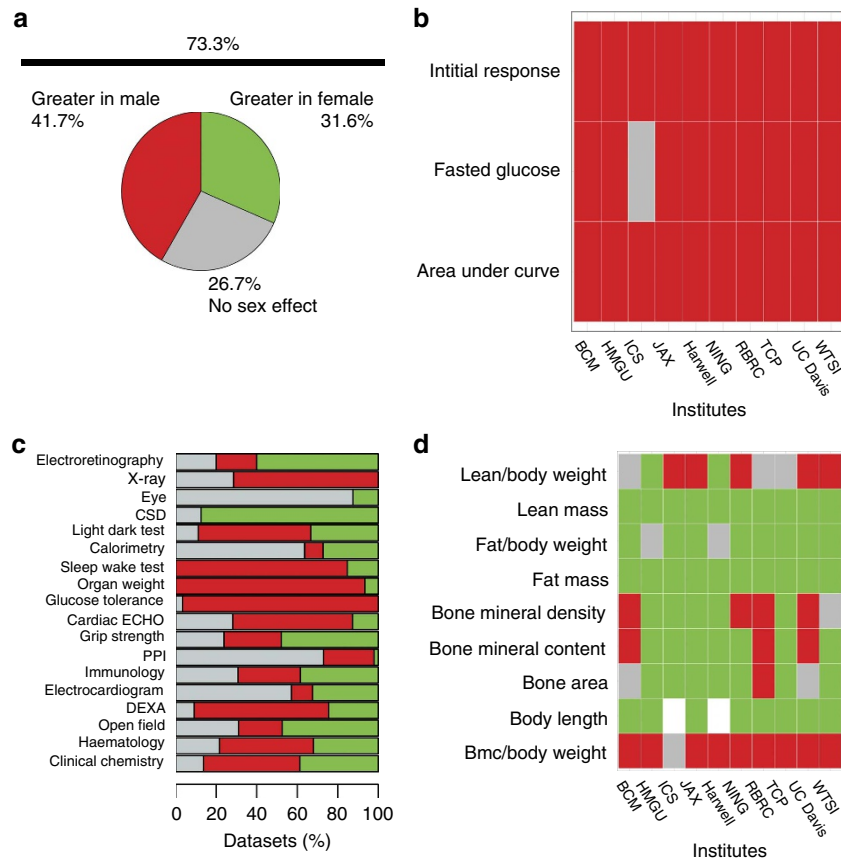 a
73.3%
Greater in male
41.7%
Greater in female
31.6%
26.7%
No sex effect
b
Intitial response
Fasted glucose
Area under curve
BCM
HMGU
ICS
JAX
Harwell
NING
RBRC
TCP
UC Davis
WTSI
Institutes
c
Electroretinography
X-ray
Eye
CSD
Light dark test
Calorimetry
Sleep wake test
Organ weight
Glucose tolerance
Cardiac ECHO
Grip strength
PPI
Immunology
Electrocardiogram
DEXA
Open field
Haematology
Clinical chemistry
0 20 40 60 80 100
Datasets (%)
d
Lean/body weight
Lean mass
Fat/body weight
Fat mass
Bone mineral density
Bone mineral content
Bone area
Body length
Bmc/body weight
BCM
HMGU
ICS
JAX
Harwell
NING
RBRC
TCP
UC Davis
WTSI
Institutes